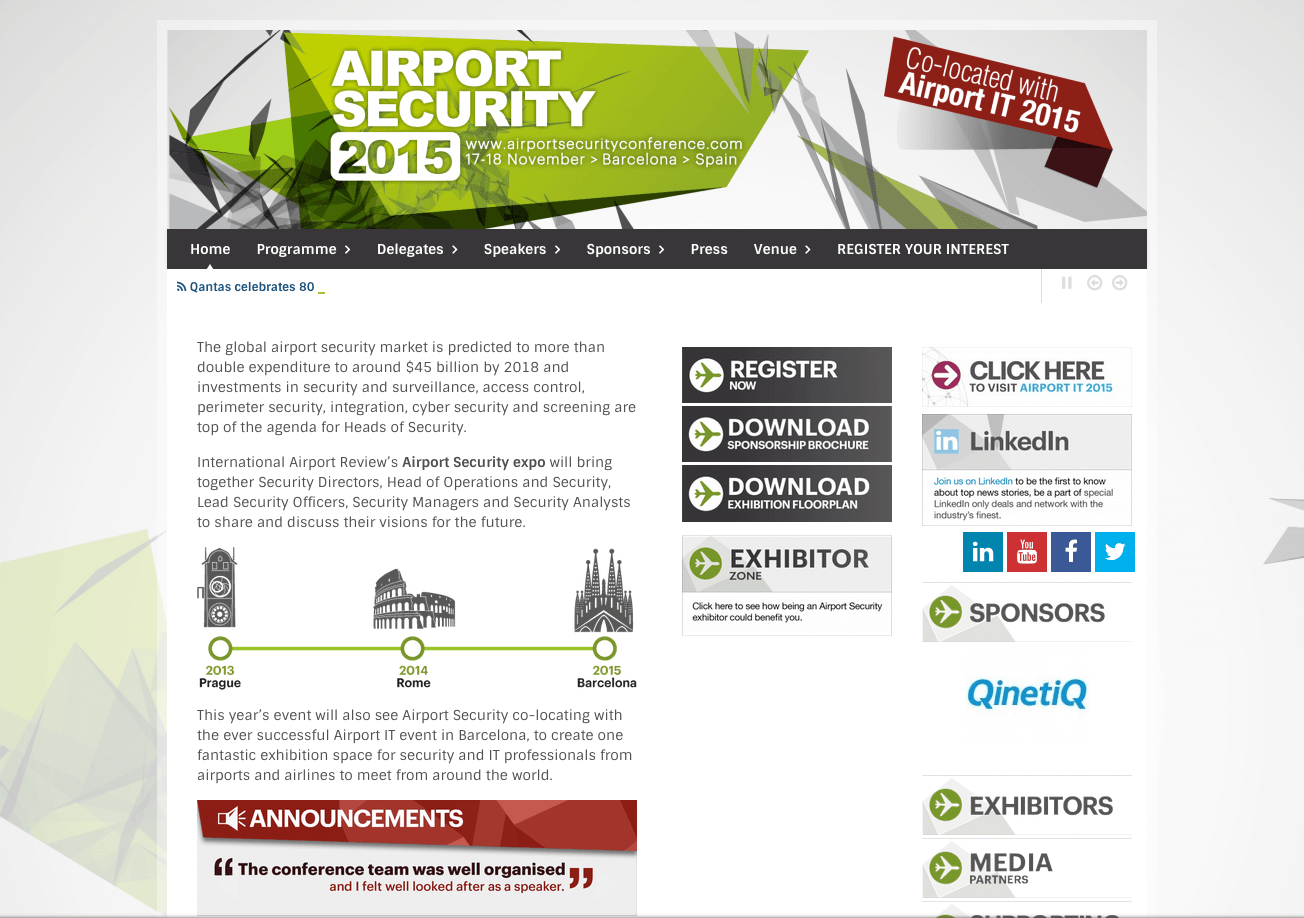 AIRPORT
SECURITY
2015
www.airportsecurityconference.com
17-18 November > Barcelona > Spain
Co-located with
Airport IT 2015
Home Programme Delegates Speakers Sponsors Press Venue REGISTER YOUR INTEREST
Qantas celebrates 80 _
The global airport security market is predicted to more than
double expenditure to around $45 billion by 2018 and
investments in security and surveillance, access control,
perimeter security, integration, cyber security and screening are
top of the agenda for Heads of Security.
International Airport Review's Airport Security expo will bring
together Security Directors, Head of Operations and Security,
Lead Security Officers, Security Managers and Security Analysts
to share and discuss their visions for the future.
2013
Prague
2014
Rome
2015
Barcelona
This year's event will also see Airport Security co-locating with
the ever successful Airport IT event in Barcelona, to create one
fantastic exhibition space for security and IT professionals from
airports and airlines to meet from around the world.
ANNOUNCEMENTS
"The conference team was well organised
and I felt well looked after as a speaker."
REGISTER
NOW
DOWNLOAD
SPONSORSHIP BROCHURE
DOWNLOAD
EXHIBITION FLOORPLAN
EXHIBITOR
ZONE
Click here to see how being an Airport Security
exhibitor could benefit you.
CLICK HERE
TO VISIT AIRPORT IT 2015
in LinkedIn
Join us on LinkedIn to be the first to know
about top news stories, be a part of special
LinkedIn only deals and network with the
industry's finest.
in You Tube f
SPONSORS
QinetiQ
EXHIBITORS
MEDIA
PARTNERS
SUPPORTING